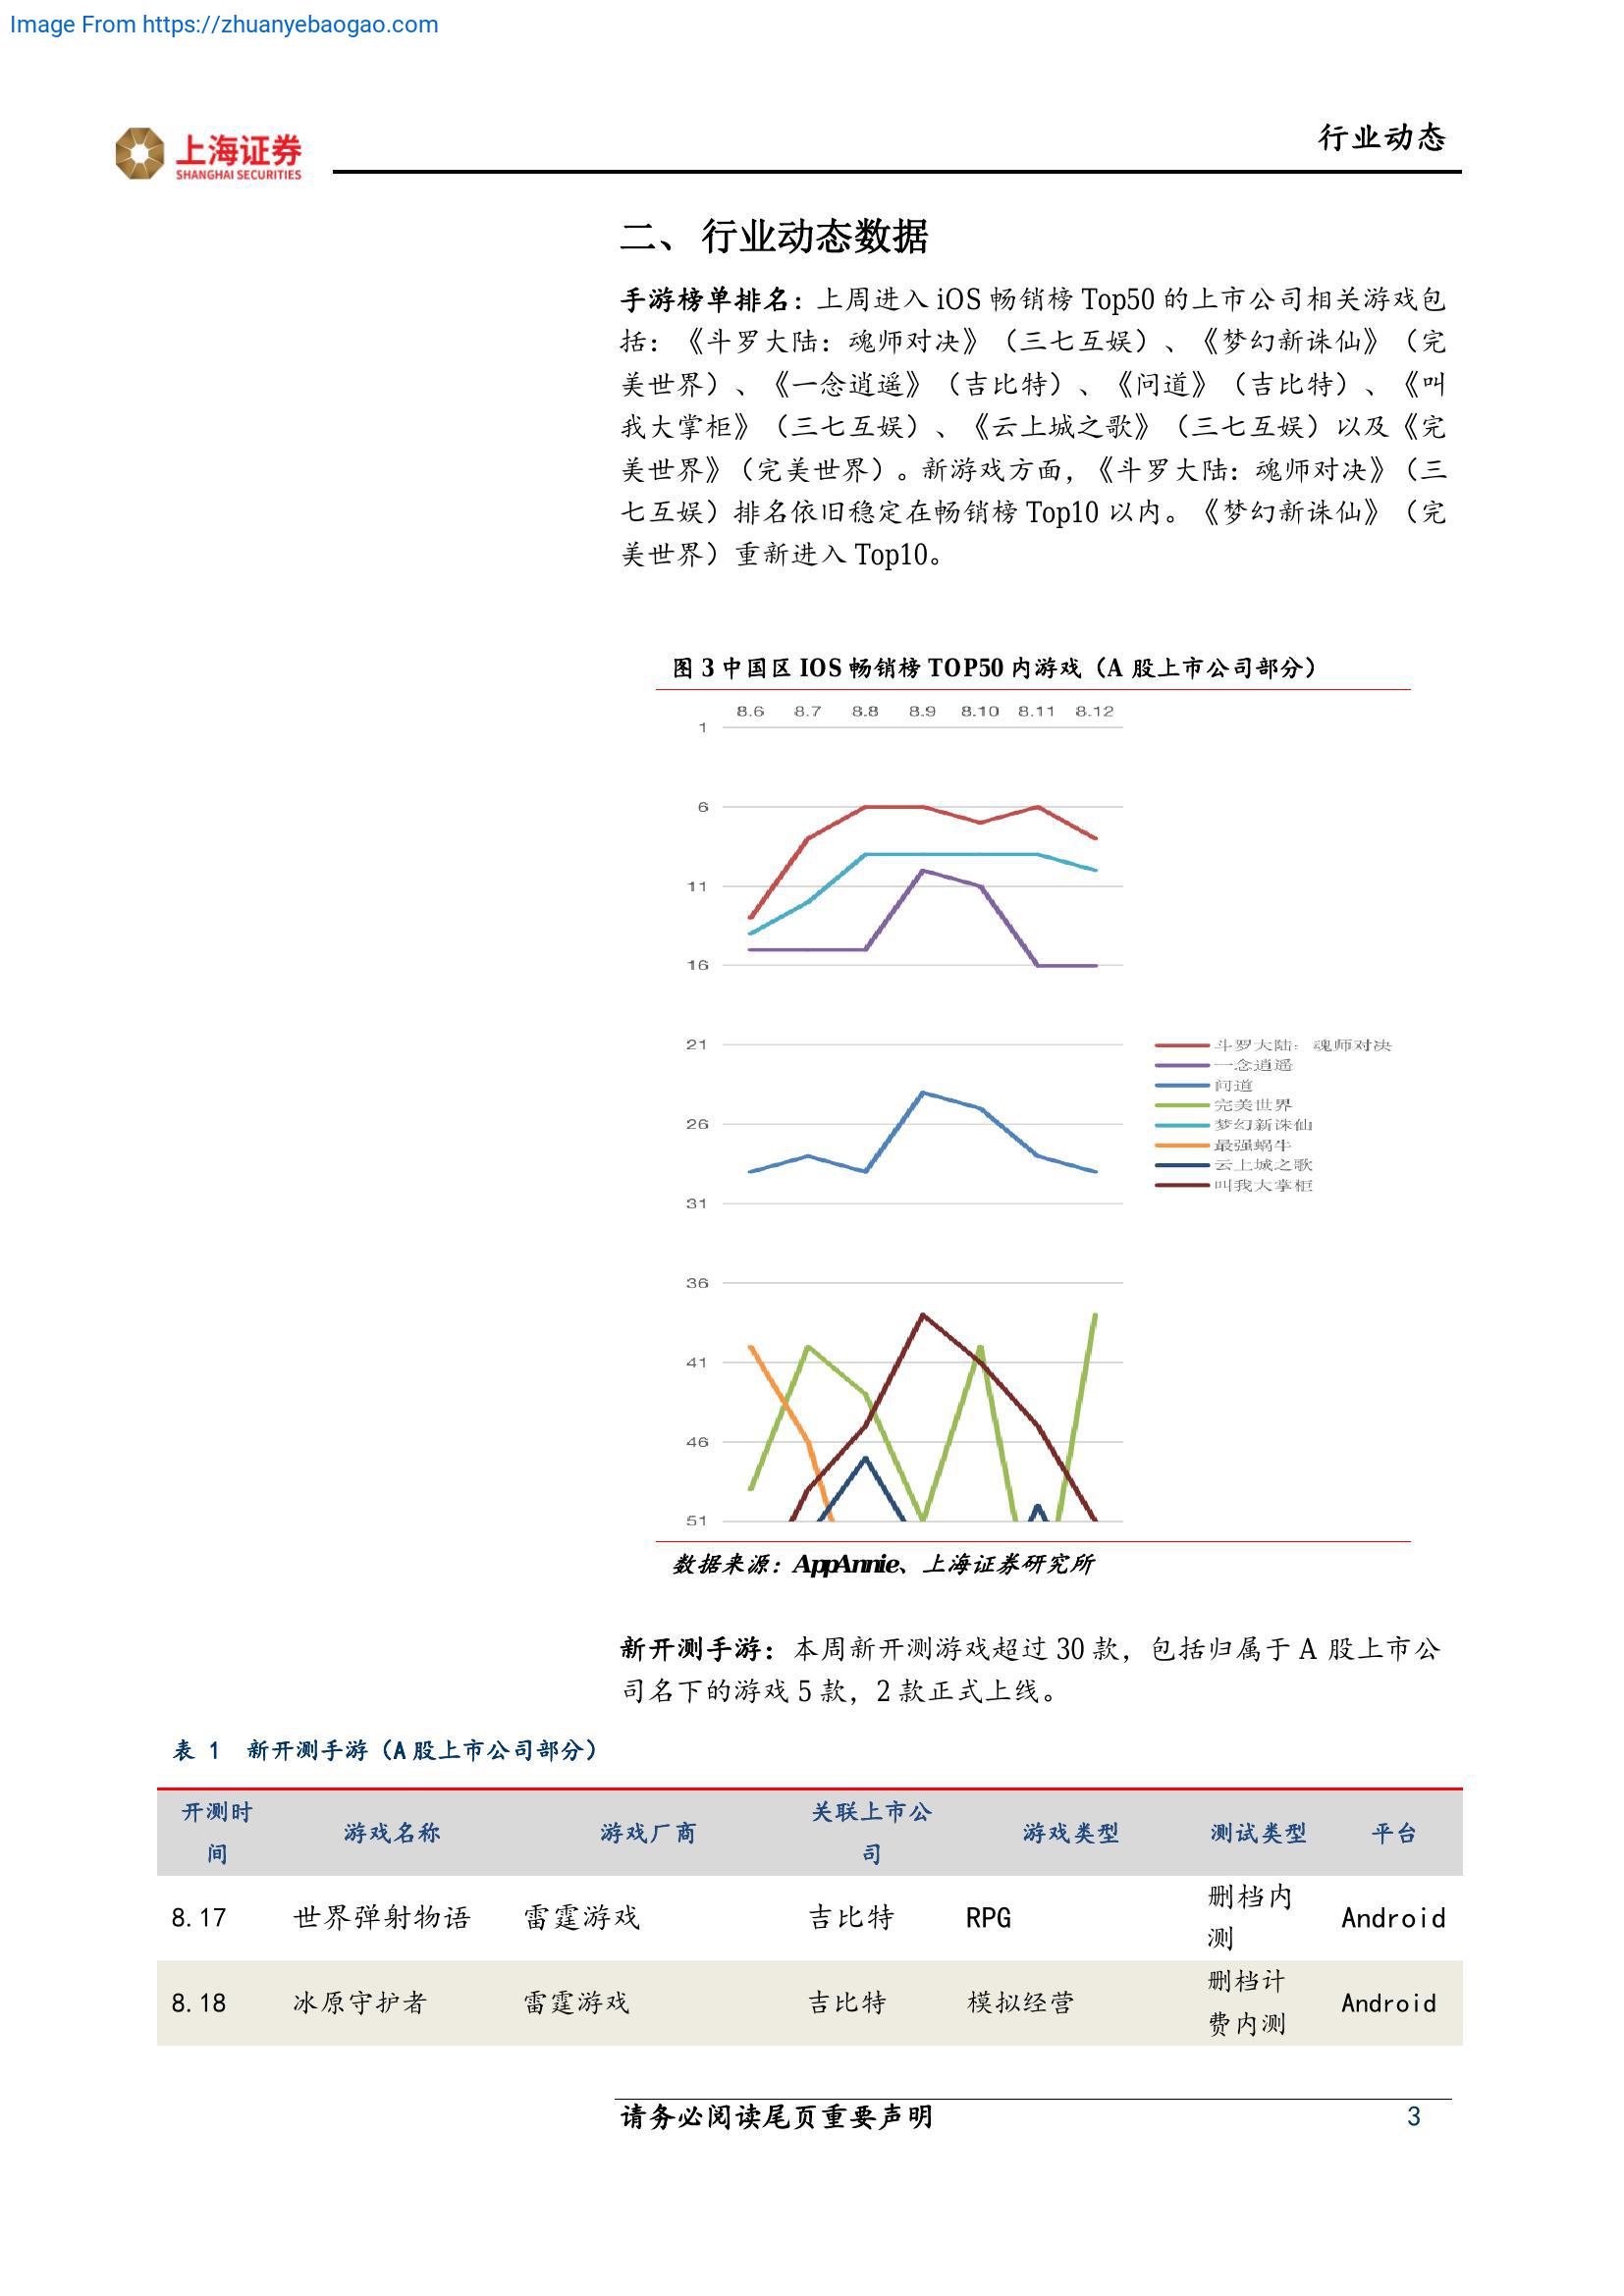 Image From https://zhuanyebaogao.com
上海证券
SHANGHAI SECURITIES
行业动态
二、 行业动态数据
手游榜单排名：上周进入 iOS 畅销榜 Top50 的上市公司相关游戏包
括：《斗罗大陆：魂师对决》（三七互娱）、《梦幻新诛仙》（完
美世界）、《一念逍遥》（吉比特）、《问道》（吉比特）、《叫
我大掌柜》（三七互娱）、《云上城之歌》（三七互娱）以及《完
美世界》（完美世界）。新游戏方面，《斗罗大陆：魂师对决》（三
七互娱）排名依旧稳定在畅销榜 Top10 以内。《梦幻新诛仙》（完
美世界）重新进入 Top10。
图 3 中国区 IOS 畅销榜 TOP50 内游戏（A 股上市公司部分）
8.6 8.7 8.8 8.9 8.10 8.11 8.12
1
6
11
16
21
26
31
36
41
46
51
斗罗大陆：魂师对决
一念逍遥
问道
完美世界
梦幻新诛仙
最强蜗牛
云上城之歌
叫我大掌柜
数据来源：AppAnnie、上海证券研究所
新开测手游：本周新开测游戏超过 30 款，包括归属于 A 股上市公
司名下的游戏 5 款，2 款正式上线。
表 1 新开测手游（A 股上市公司部分）
开测时间 游戏名称 游戏厂商 关联上市公司 游戏类型 测试类型 平台
8.17 世界弹射物语 雷霆游戏 吉比特 RPG 删档内测 Android
8.18 冰原守护者 雷霆游戏 吉比特 模拟经营 删档计费内测 Android
请务必阅读尾页重要声明 3